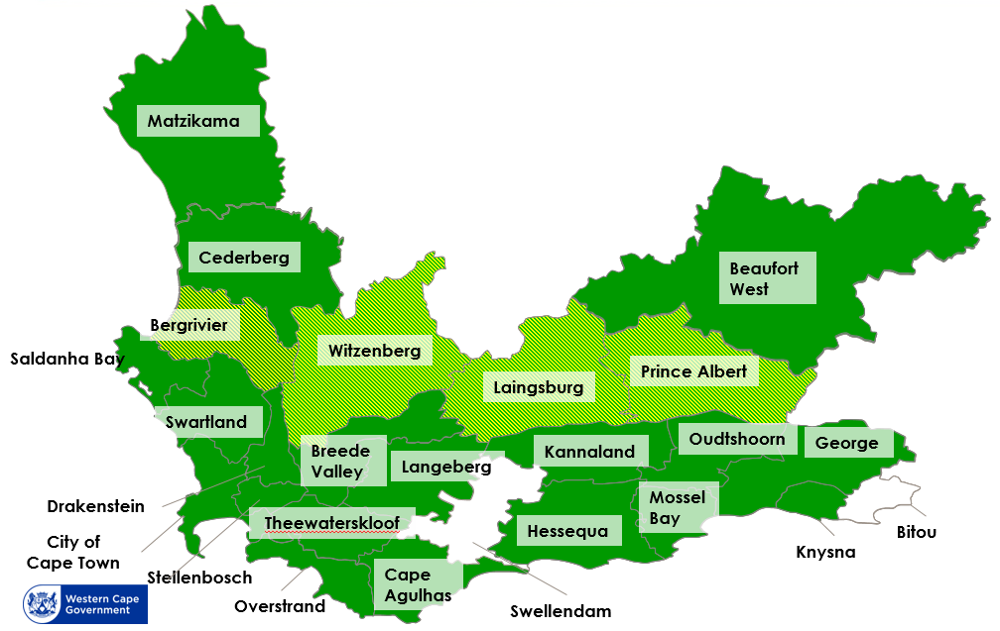 Matzikama
Cederberg
Beaufort
West
Bergrivier
Witzenberg
Saldanha Bay
Prince Albert
Laingsburg
Swartland
Oudtshoorn
George
Breede
Valley
Langeberg
Kannaland
Mossel
Bay
Drakenstein
Theewaterskloof
Hessequa
Bitou
City of
Cape Town
Knysna
Stellenbosch
Cape
Agulhas
Overstrand
Swellendam
Western Cape
Government